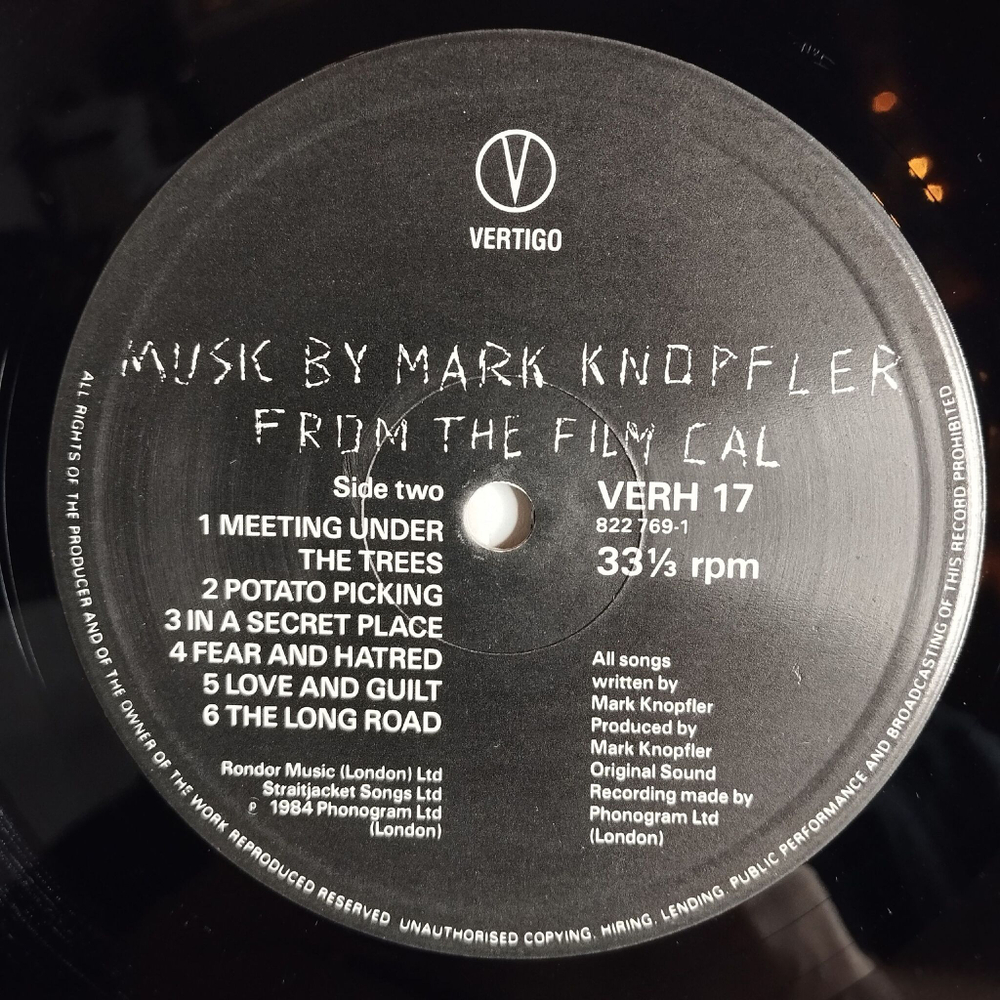 VERTIGO
MUSIC BY MARK KNOPFLER
FROM THE FILM CAL
Side two
1 MEETING UNDER
THE TREES
2 POTATO PICKING
3 IN A SECRET PLACE
4 FEAR AND HATRED
5 LOVE AND GUILT
6 THE LONG ROAD
Rondor Music (London) Ltd
Straitjacket Songs Ltd
℗ 1984 Phonogram Ltd
(London)
VERH 17
822 769-1
33⅓ rpm
All songs
written by
Mark Knopfler
Produced by
Mark Knopfler
Original Sound
Recording made by
Phonogram Ltd
(London)
ALL RIGHTS OF THE PRODUCER AND OF THE OWNER OF THE WORK REPRODUCED RESERVED UNAUTHORISED COPYING, HIRING, LENDING, PUBLIC PERFORMANCE AND BROADCASTING OF THIS RECORD PROHIBITED